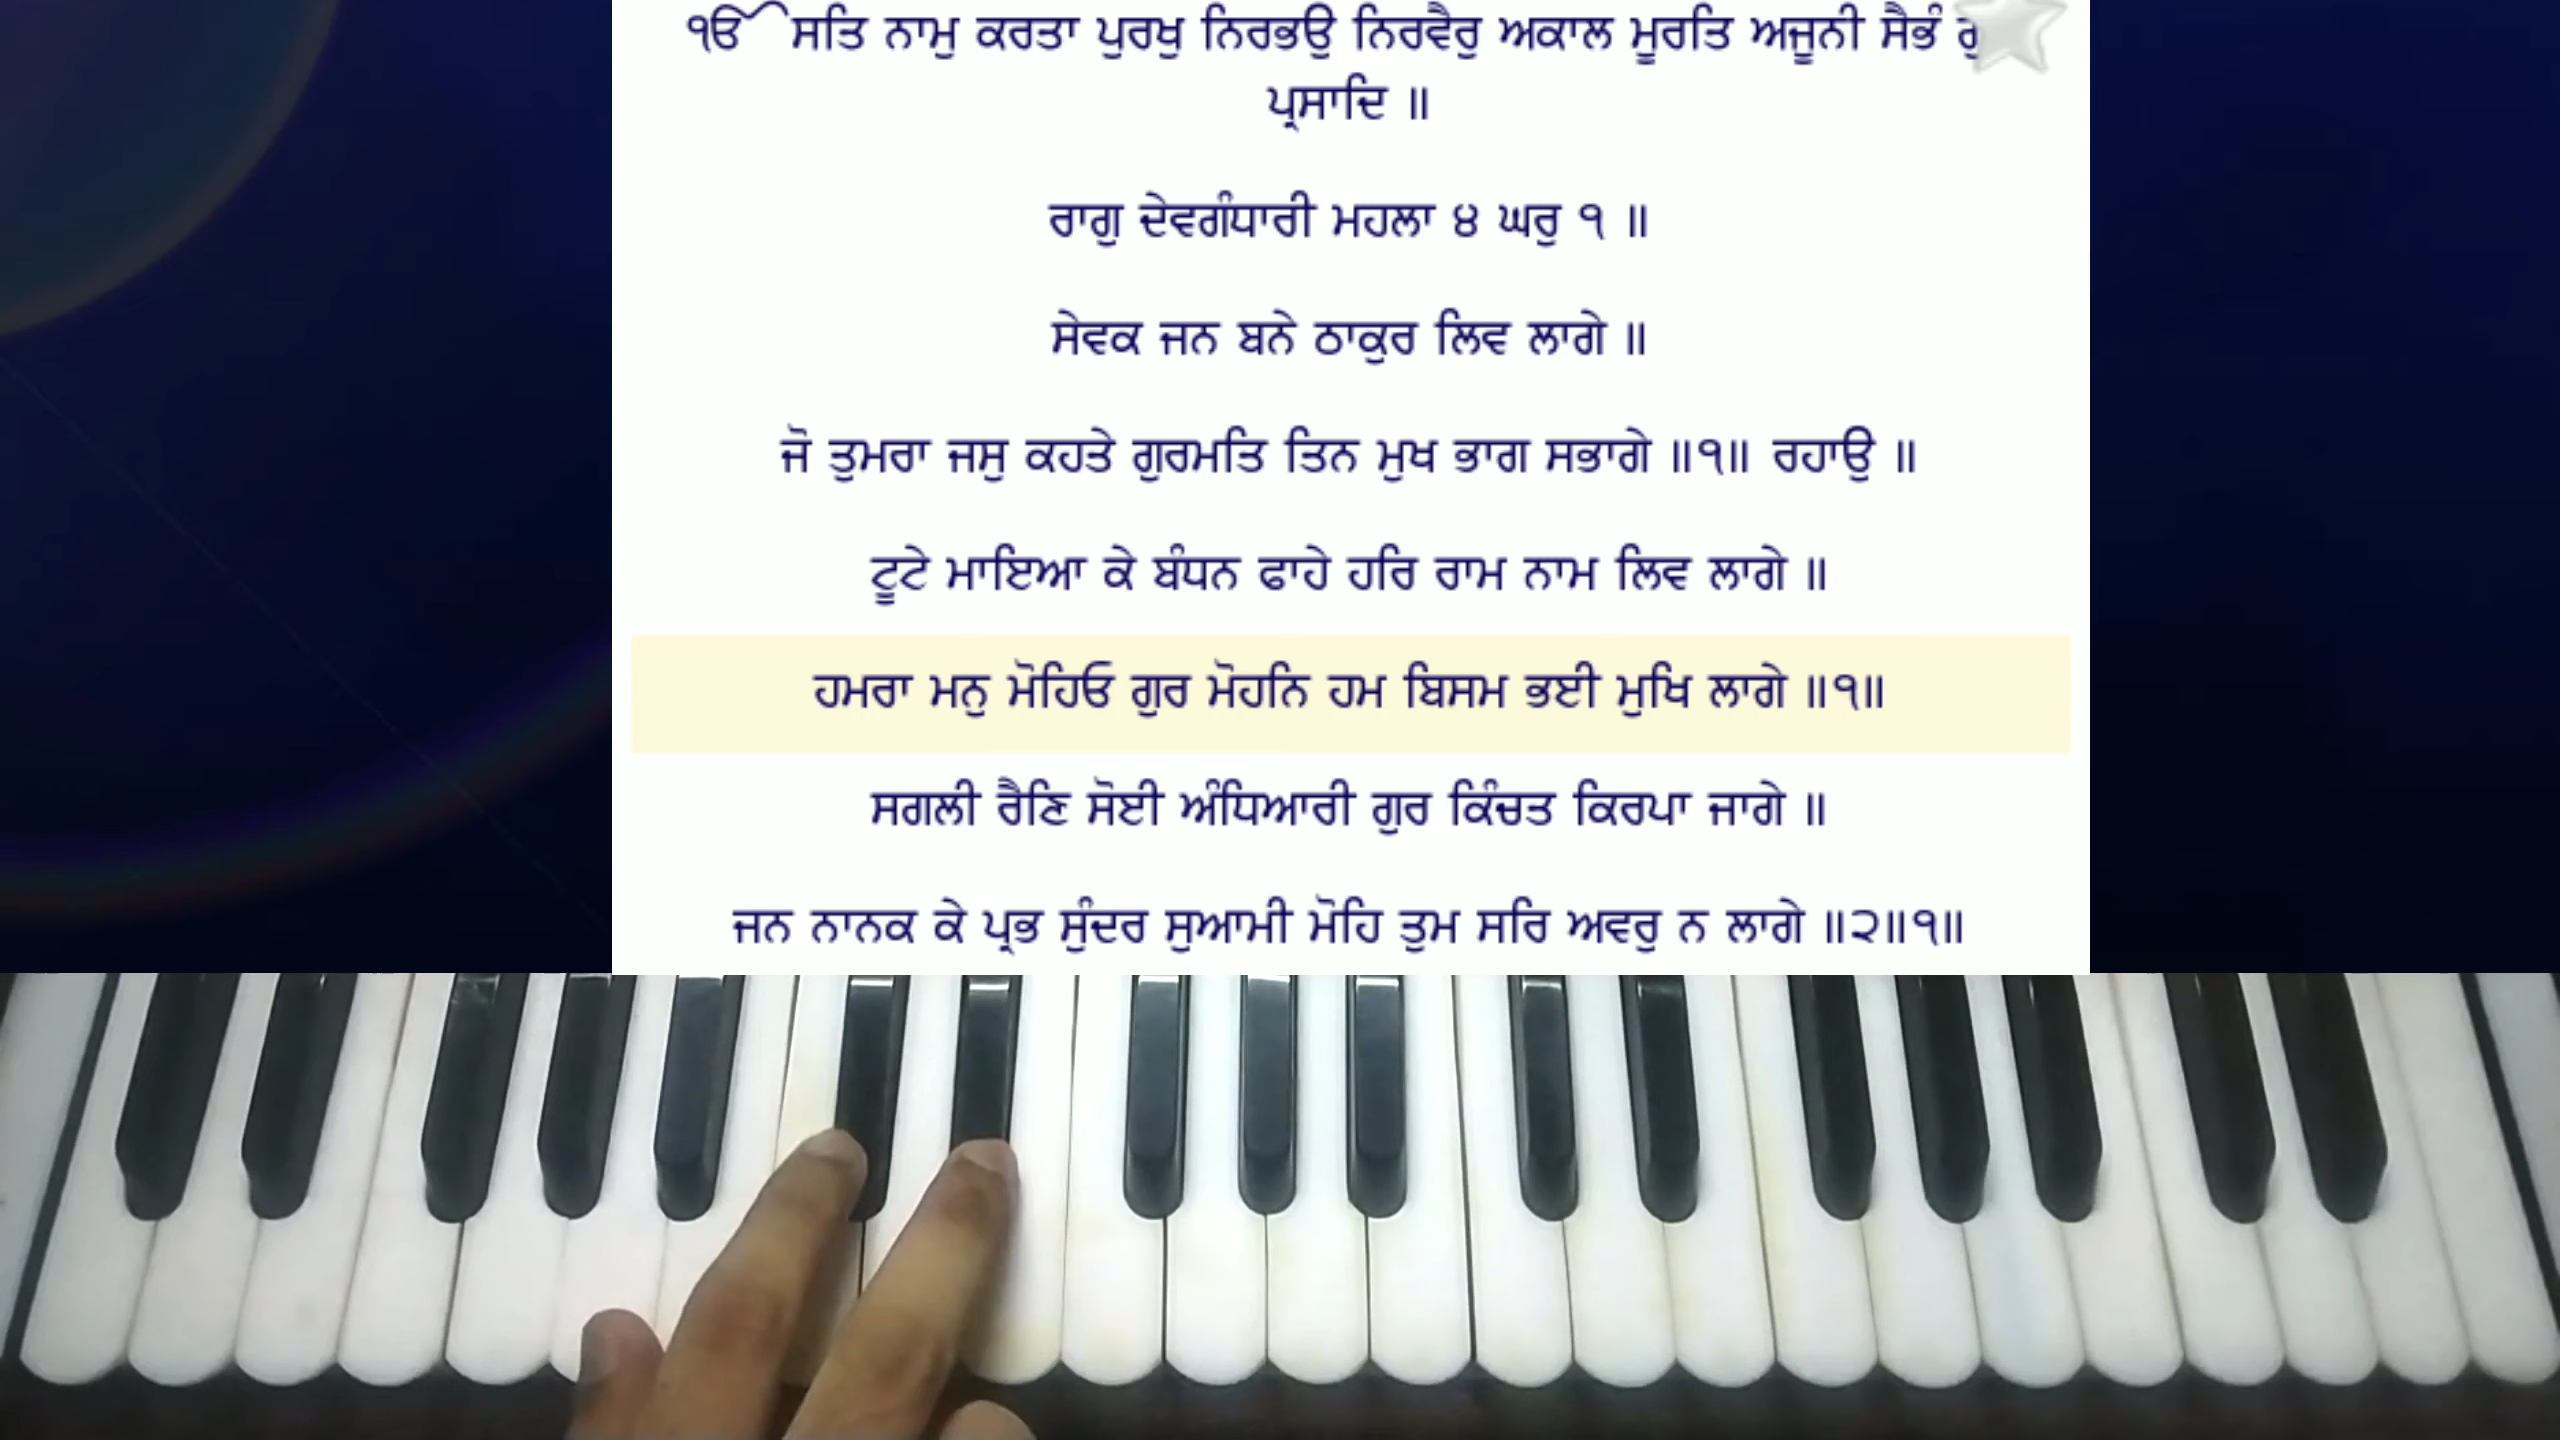 ੴ ਸਤਿ ਨਾਮੁ ਕਰਤਾ ਪੁਰਖੁ ਨਿਰਭਉ ਨਿਰਵੈਰੁ ਅਕਾਲ ਮੂਰਤਿ ਅਜੂਨੀ ਸੈਭੰ
ਪ੍ਰਸਾਦਿ ॥
ਰਾਗੁ ਦੇਵਗੰਧਾਰੀ ਮਹਲਾ ੪ ਘਰੁ ੧ ॥
ਸੇਵਕ ਜਨ ਬਨੇ ਠਾਕੁਰ ਲਿਵ ਲਾਗੇ ॥
ਜੋ ਤੁਮਰਾ ਜਸੁ ਕਹਤੇ ਗੁਰਮਤਿ ਤਿਨ ਮੁਖ ਭਾਗ ਸਭਾਗੇ ॥੧॥ ਰਹਾਉ ॥
ਟੂਟੇ ਮਾਇਆ ਕੇ ਬੰਧਨ ਫਾਹੇ ਹਰਿ ਰਾਮ ਨਾਮ ਲਿਵ ਲਾਗੇ ॥
ਹਮਰਾ ਮਨੁ ਮੋਹਿਓ ਗੁਰ ਮੋਹਨਿ ਹਮ ਬਿਸਮ ਭਈ ਮੁਖਿ ਲਾਗੇ ॥੧॥
ਸਗਲੀ ਰੈਣਿ ਸੋਈ ਅੰਧਿਆਰੀ ਗੁਰ ਕਿੰਚਤ ਕਿਰਪਾ ਜਾਗੇ ॥
ਜਨ ਨਾਨਕ ਕੇ ਪ੍ਰਭ ਸੁੰਦਰ ਸੁਆਮੀ ਮੋਹਿ ਤੁਮ ਸਰਿ ਅਵਰੁ ਨ ਲਾਗੇ ॥੨॥੧॥